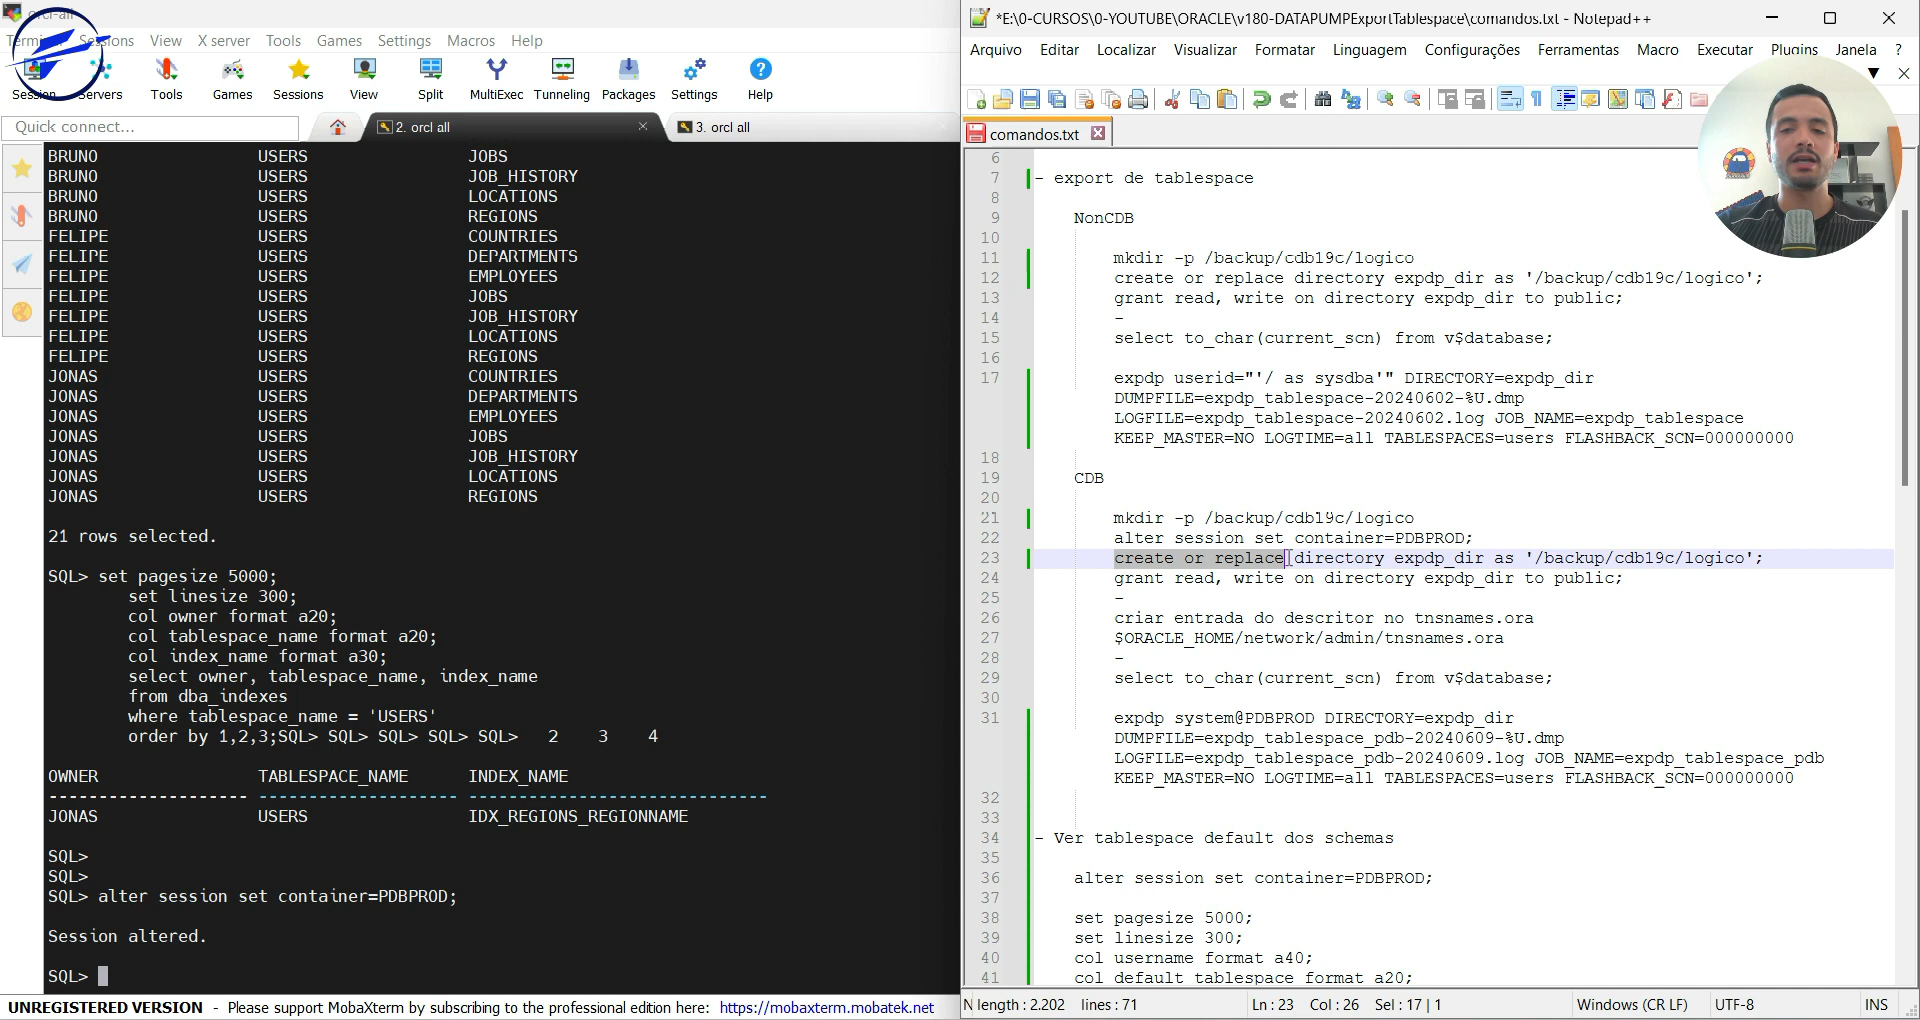 orcl-all
Terminal Sessions View X server Tools Games Settings Macros Help
Session Servers Tools Games Sessions View Split MultiExec Tunneling Packages Settings Help
Quick connect...
2. orcl all
3. orcl all
BRUNO USERS JOBS
BRUNO USERS JOB_HISTORY
BRUNO USERS LOCATIONS
BRUNO USERS REGIONS
FELIPE USERS COUNTRIES
FELIPE USERS DEPARTMENTS
FELIPE USERS EMPLOYEES
FELIPE USERS JOBS
FELIPE USERS JOB_HISTORY
FELIPE USERS LOCATIONS
FELIPE USERS REGIONS
JONAS USERS COUNTRIES
JONAS USERS DEPARTMENTS
JONAS USERS EMPLOYEES
JONAS USERS JOBS
JONAS USERS JOB_HISTORY
JONAS USERS LOCATIONS
JONAS USERS REGIONS
21 rows selected.
SQL> set pagesize 5000;
set linesize 300;
col owner format a20;
col tablespace_name format a20;
col index_name format a30;
select owner, tablespace_name, index_name
from dba_indexes
where tablespace_name = 'USERS'
order by 1,2,3;SQL> SQL> SQL> SQL> SQL> 2 3 4
OWNER TABLESPACE_NAME INDEX_NAME
-------------------- -------------------- ------------------------------
JONAS USERS IDX_REGIONS_REGIONNAME
SQL>
SQL>
SQL> alter session set container=PDBPROD;
Session altered.
SQL>
UNREGISTERED VERSION - Please support MobaXterm by subscribing to the professional edition here: https://mobaxterm.mobatek.net
*E:\0-CURSOS\0-YOUTUBE\ORACLE\v180-DATAPUMPExportTablespace\comandos.txt - Notepad++
Arquivo Editar Localizar Visualizar Formatar Linguagem Configurações Ferramentas Macro Executar Plugins Janela ?
comandos.txt
6
7 - export de tablespace
8
9 NonCDB
10
11 mkdir -p /backup/cdb19c/logico
12 create or replace directory expdp_dir as '/backup/cdb19c/logico';
13 grant read, write on directory expdp_dir to public;
14 -
15 select to_char(current_scn) from v$database;
16
17 expdp userid="'/ as sysdba'" DIRECTORY=expdp_dir
DUMPFILE=expdp_tablespace-20240602-%U.dmp
LOGFILE=expdp_tablespace-20240602.log JOB_NAME=expdp_tablespace
KEEP_MASTER=NO LOGTIME=all TABLESPACES=users FLASHBACK_SCN=000000000
18
19 CDB
20
21 mkdir -p /backup/cdb19c/logico
22 alter session set container=PDBPROD;
23 create or replace directory expdp_dir as '/backup/cdb19c/logico';
24 grant read, write on directory expdp_dir to public;
25 -
26 criar entrada do descritor no tnsnames.ora
27 $ORACLE_HOME/network/admin/tnsnames.ora
28 -
29 select to_char(current_scn) from v$database;
30
31 expdp system@PDBPROD DIRECTORY=expdp_dir
DUMPFILE=expdp_tablespace_pdb-20240609-%U.dmp
LOGFILE=expdp_tablespace_pdb-20240609.log JOB_NAME=expdp_tablespace_pdb
KEEP_MASTER=NO LOGTIME=all TABLESPACES=users FLASHBACK_SCN=000000000
32
33
34 - Ver tablespace default dos schemas
35
36 alter session set container=PDBPROD;
37
38 set pagesize 5000;
39 set linesize 300;
40 col username format a40;
41 col default_tablespace format a20;
N length : 2.202 lines : 71 Ln : 23 Col : 26 Sel : 17 | 1 Windows (CR LF) UTF-8 INS